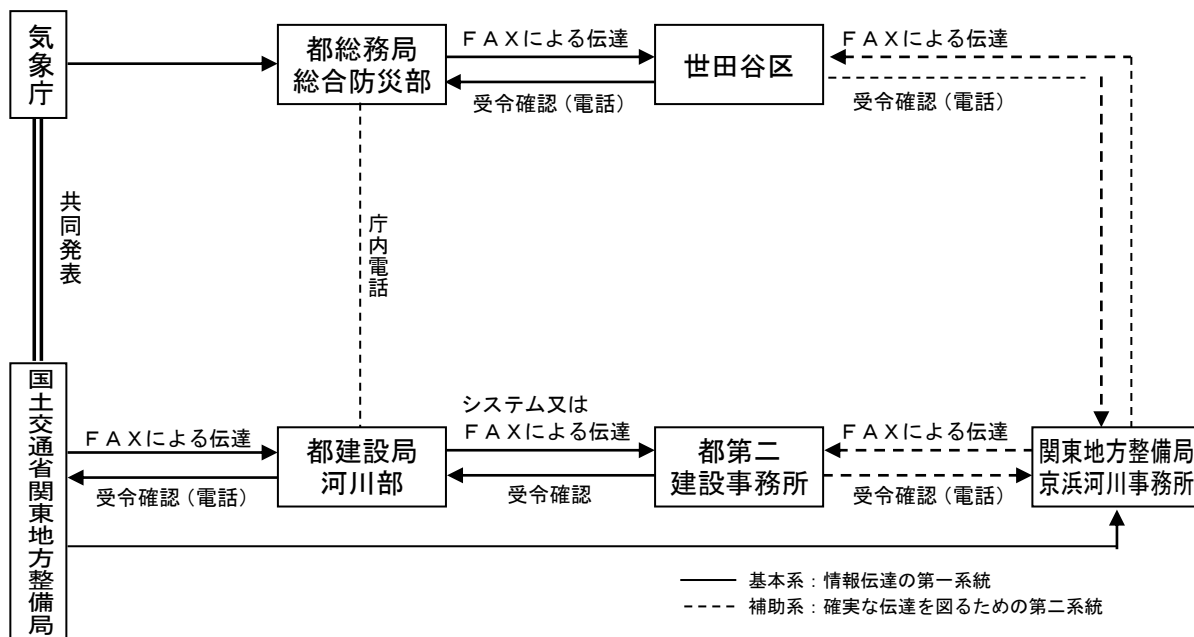 気象庁
都総務局
総合防災部
ＦＡＸによる伝達
受令確認（電話）
世田谷区
ＦＡＸによる伝達
受令確認（電話）
共同発表
庁内電話
国土交通省関東地方整備局
ＦＡＸによる伝達
受令確認（電話）
都建設局
河川部
システム又は
ＦＡＸによる伝達
受令確認
都第二
建設事務所
ＦＡＸによる伝達
受令確認（電話）
関東地方整備局
京浜河川事務所
基本系：情報伝達の第一系統
補助系：確実な伝達を図るための第二系統